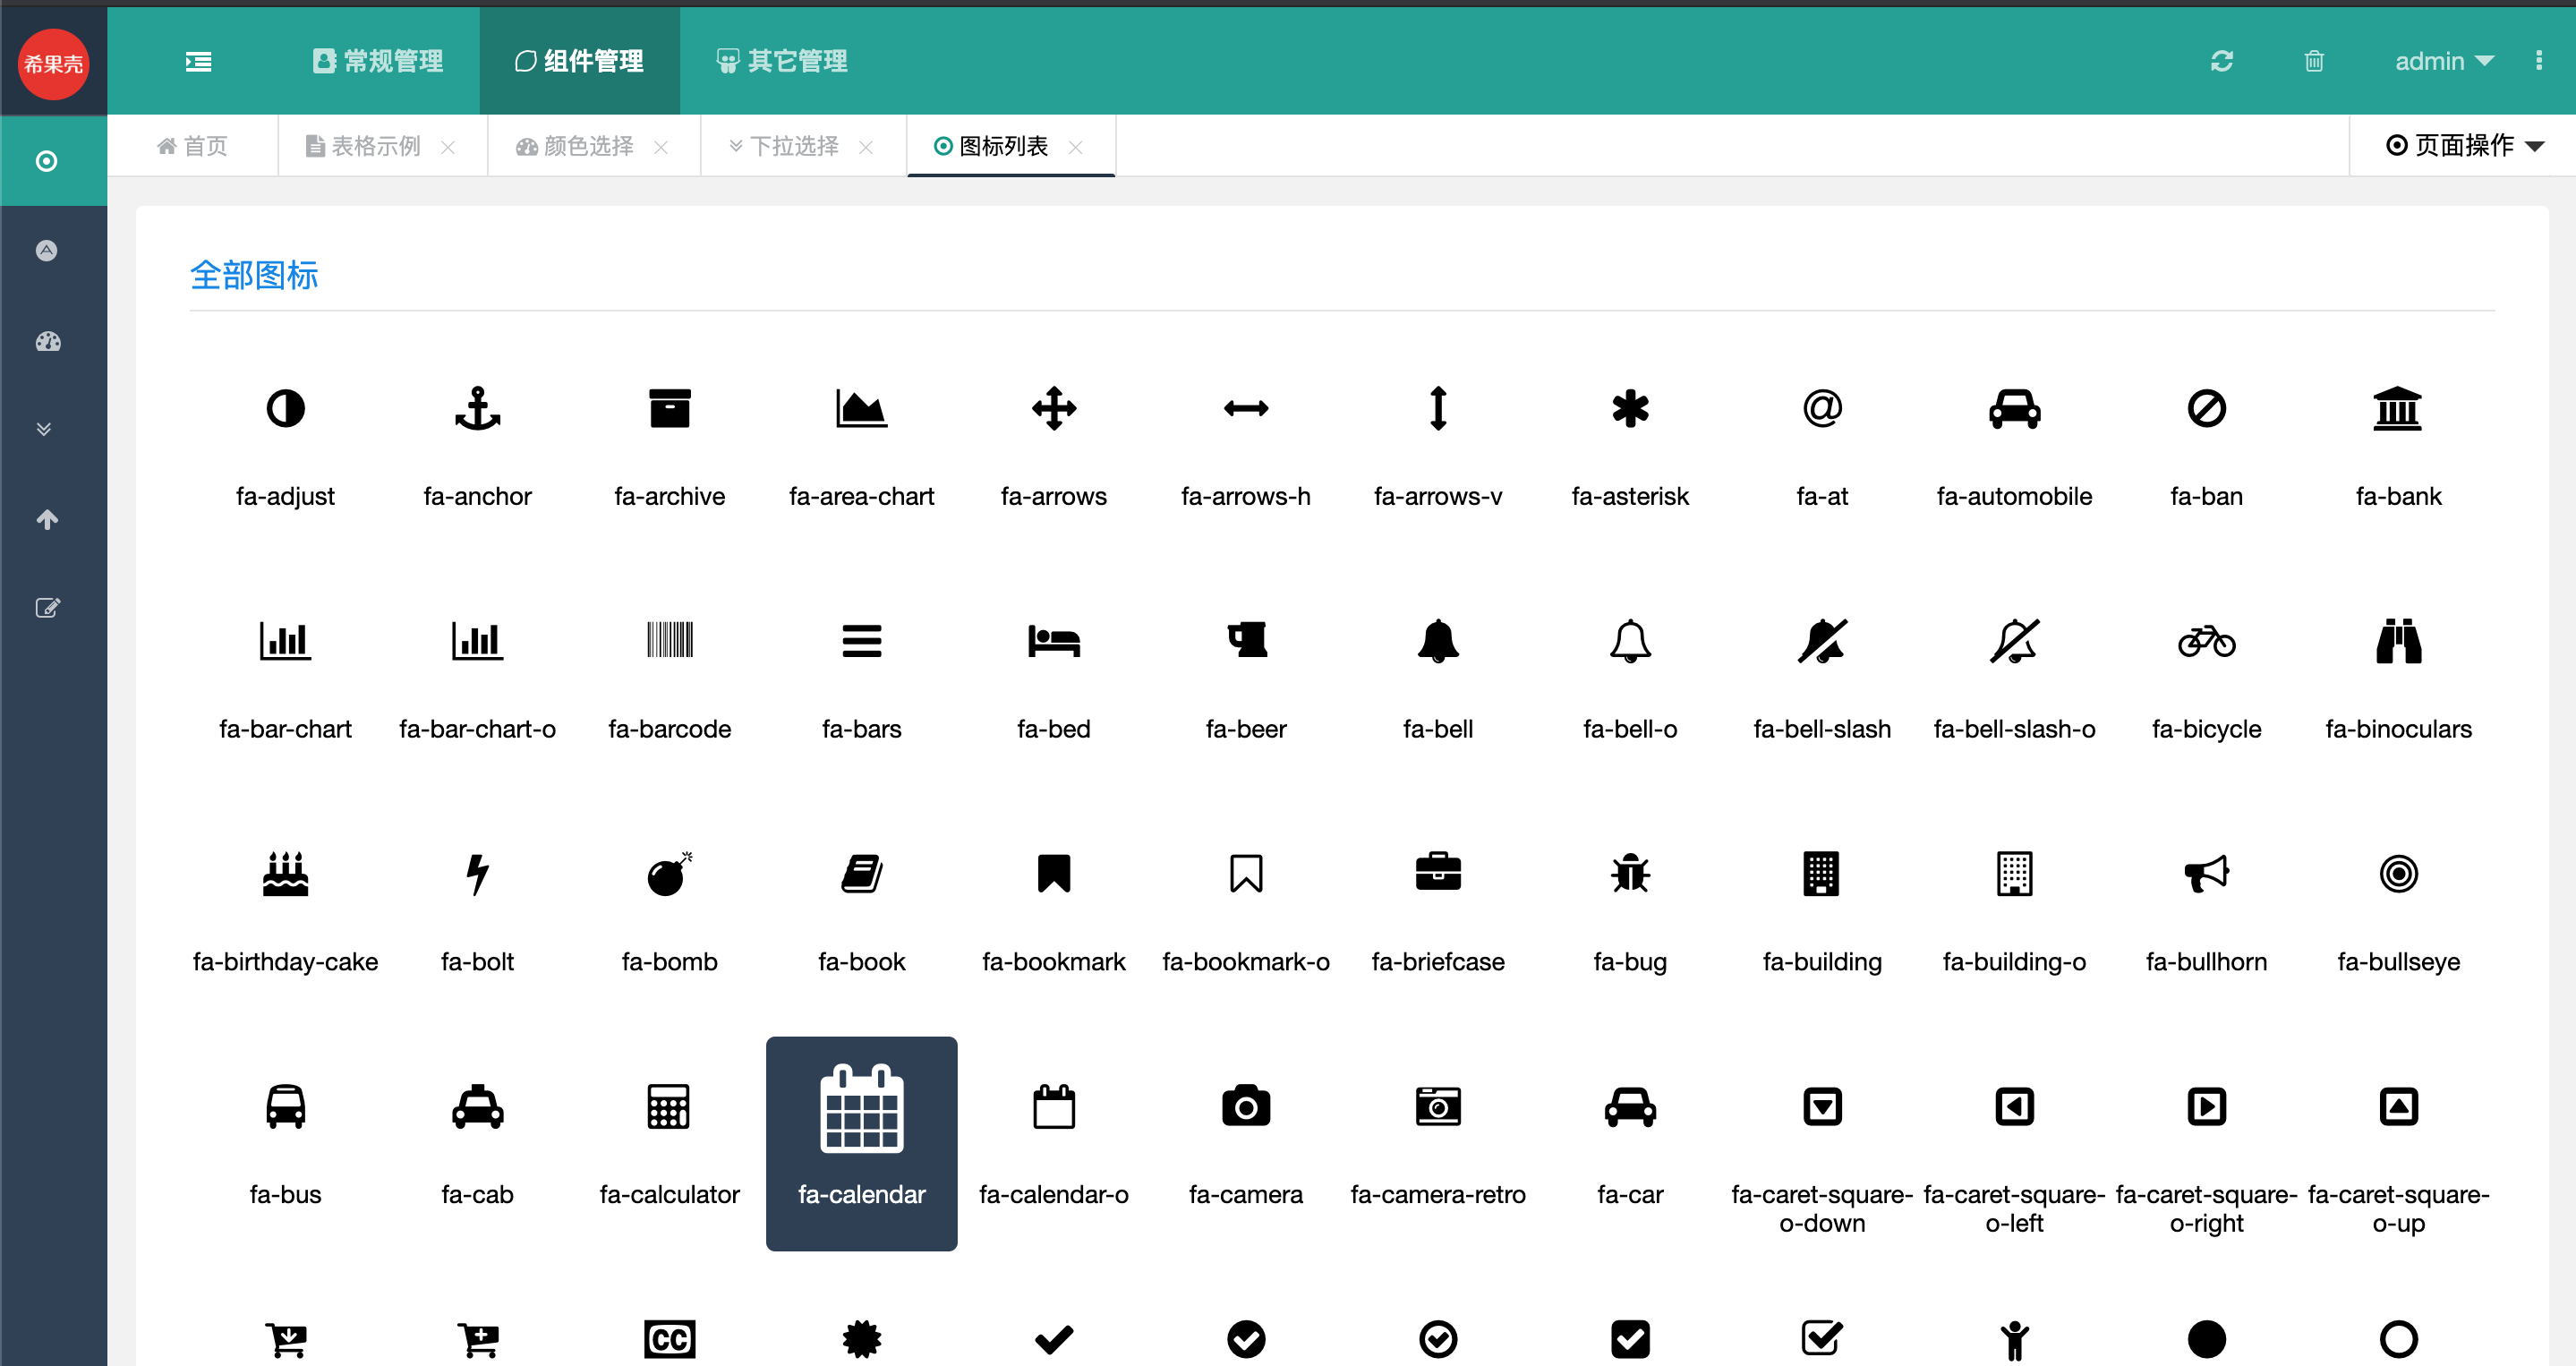 希果壳
常规管理 组件管理 其它管理 admin
首页 表格示例 颜色选择 下拉选择 图标列表 页面操作
全部图标
fa-adjust fa-anchor fa-archive fa-area-chart fa-arrows fa-arrows-h fa-arrows-v fa-asterisk fa-at fa-automobile fa-ban fa-bank
fa-bar-chart fa-bar-chart-o fa-barcode fa-bars fa-bed fa-beer fa-bell fa-bell-o fa-bell-slash fa-bell-slash-o fa-bicycle fa-binoculars
fa-birthday-cake fa-bolt fa-bomb fa-book fa-bookmark fa-bookmark-o fa-briefcase fa-bug fa-building fa-building-o fa-bullhorn fa-bullseye
fa-bus fa-cab fa-calculator fa-calendar fa-calendar-o fa-camera fa-camera-retro fa-car fa-caret-square- fa-caret-square- fa-caret-square- fa-caret-square-
o-down o-left o-right o-up